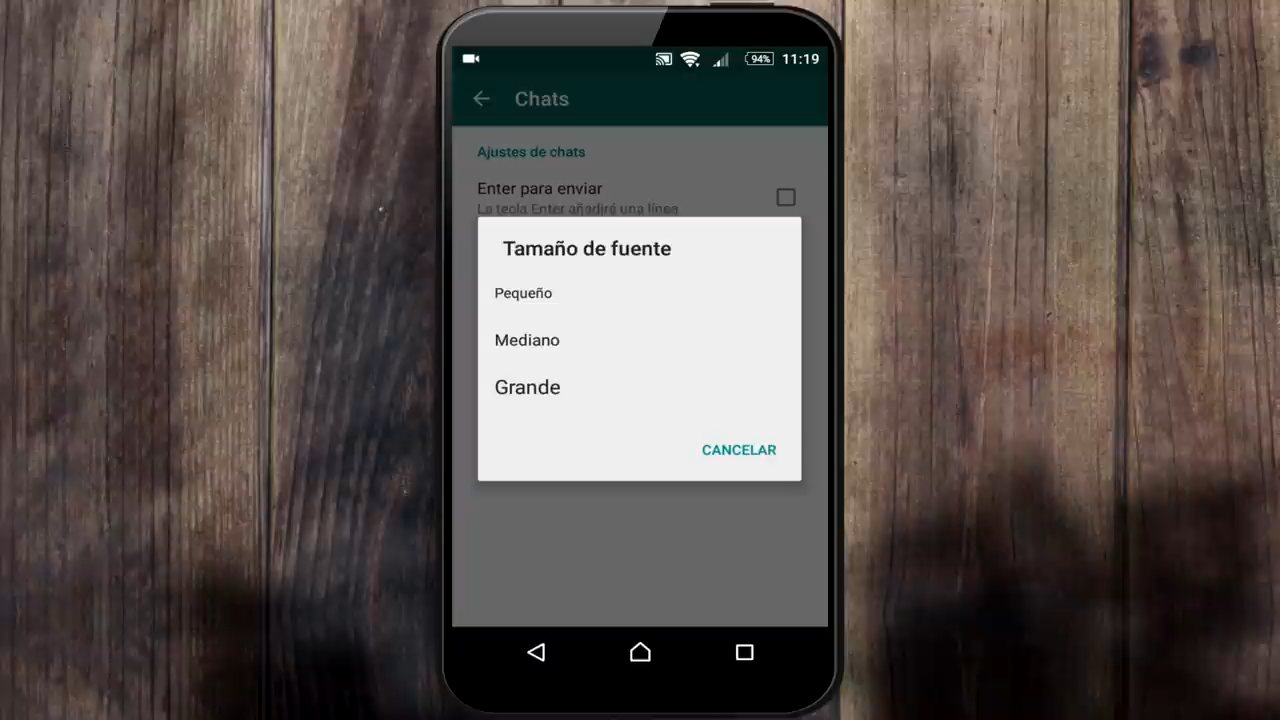 94%
11:19
Chats
Ajustes de chats
Enter para enviar
La tecla Enter añadirá una línea
Tamaño de fuente
Pequeño
Mediano
Grande
CANCELAR